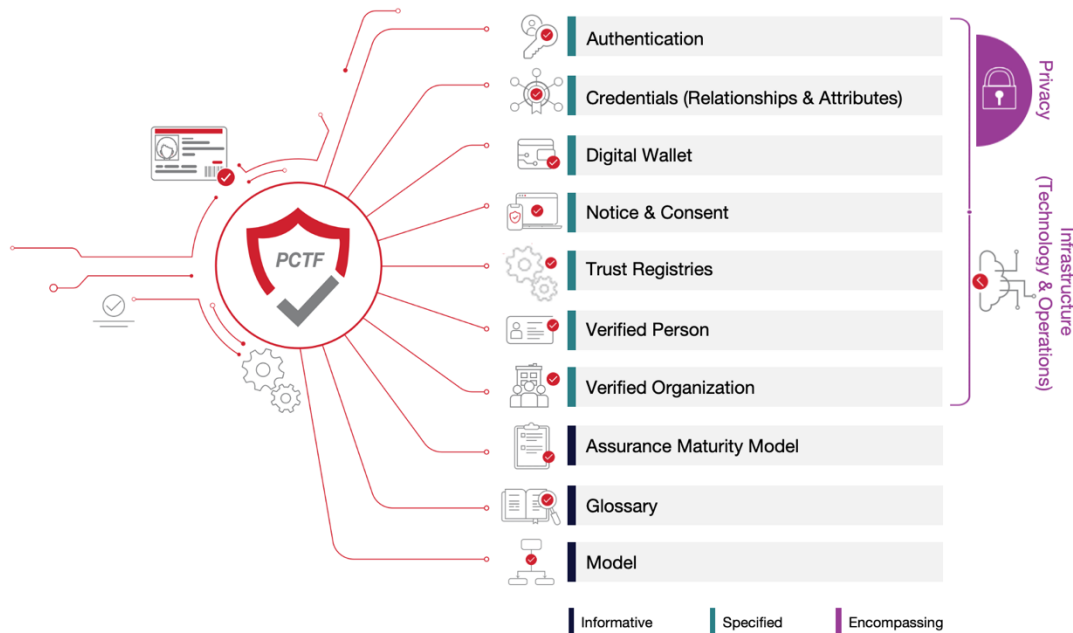 PCTF
Authentication
Credentials (Relationships & Attributes)
Digital Wallet
Notice & Consent
Trust Registries
Verified Person
Verified Organization
Assurance Maturity Model
Glossary
Model
Privacy
Infrastructure
(Technology & Operations)
Informative
Specified
Encompassing